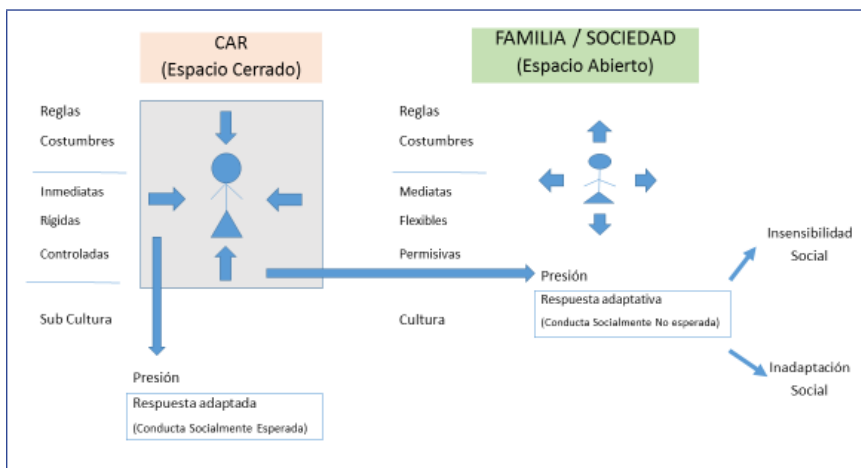 CAR
(Espacio Cerrado)
Reglas
Costumbres
Inmediatas
Rígidas
Controladas
Sub Cultura
Presión
Respuesta adaptada
(Conducta Socialmente Esperada)
FAMILIA / SOCIEDAD
(Espacio Abierto)
Reglas
Costumbres
Mediatas
Flexibles
Permisivas
Cultura
Presión
Respuesta adaptativa
(Conducta Socialmente No esperada)
Insensibilidad
Social
Inadaptación
Social